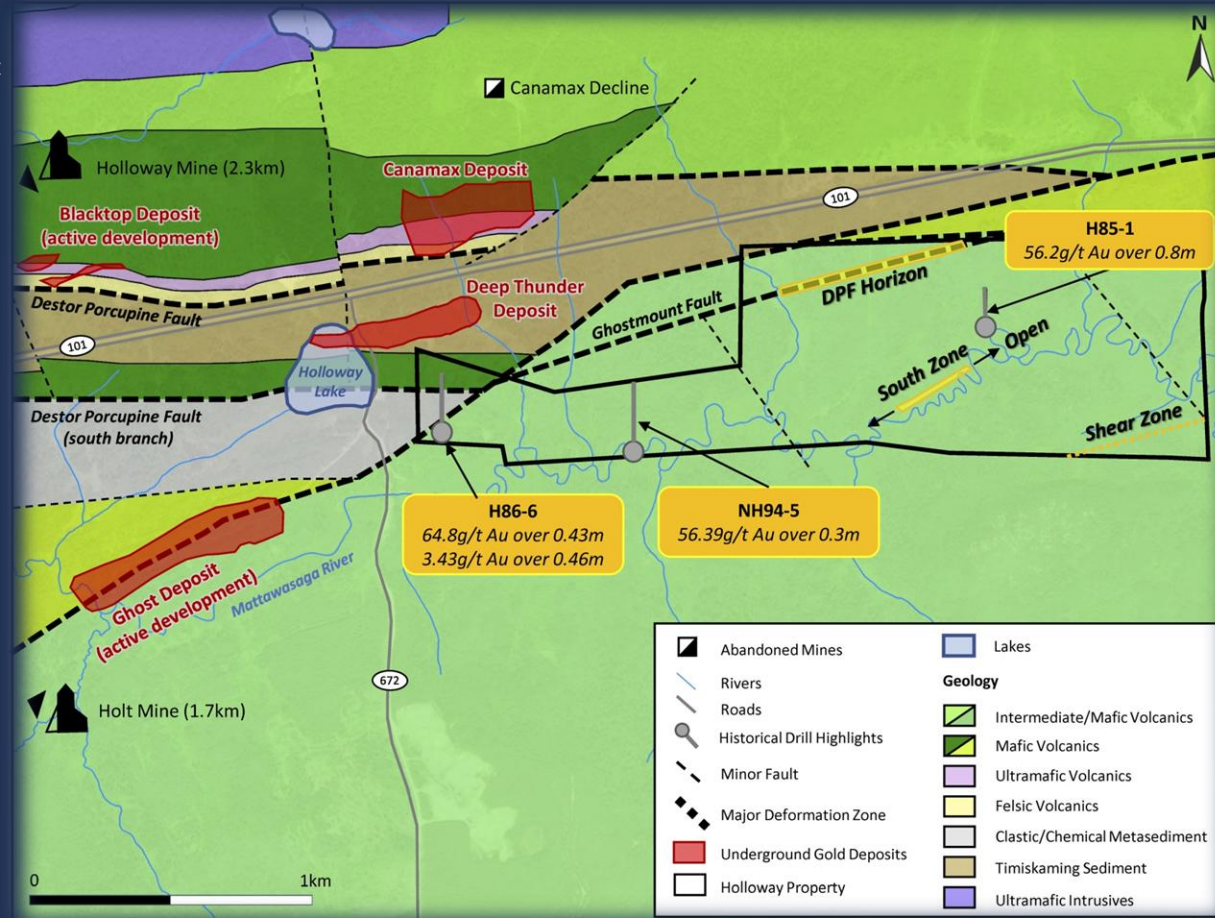 N
Canamax Decline
Holloway Mine (2.3km)
Canamax Deposit
Blacktop Deposit
(active development)
101
H85-1
56.2g/t Au over 0.8m
Destor Porcupine Fault
Deep Thunder
Deposit
DPF Horizon
Ghostmount Fault
101
Holloway
Lake
South Zone
Open
Destor Porcupine Fault
(south branch)
Shear Zone
H86-6
64.8g/t Au over 0.43m
3.43g/t Au over 0.46m
NH94-5
56.39g/t Au over 0.3m
Ghost Deposit
(active development)
Mattawasaga River
672
Holt Mine (1.7km)
0
1km
Abandoned Mines
Rivers
Roads
Historical Drill Highlights
Minor Fault
Major Deformation Zone
Underground Gold Deposits
Holloway Property
Lakes
Geology
Intermediate/Mafic Volcanics
Mafic Volcanics
Ultramafic Volcanics
Felsic Volcanics
Clastic/Chemical Metasediment
Timiskaming Sediment
Ultramafic Intrusives